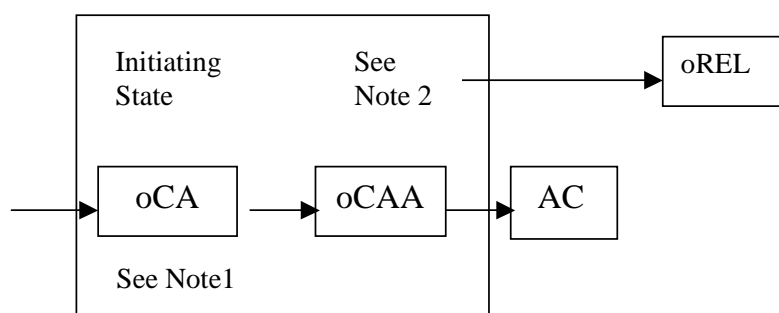 Initiating
State
See
Note 2
oREL
oCA
oCAA
AC
See Note1